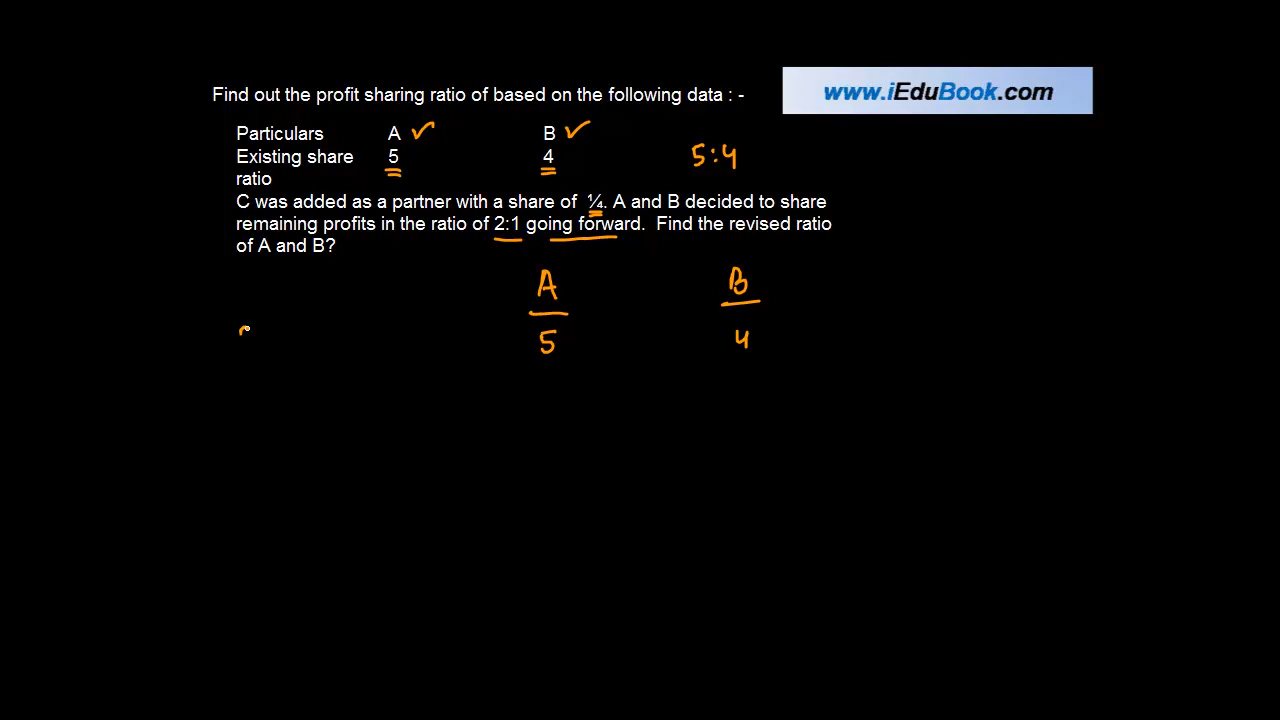 Find out the profit sharing ratio of based on the following data : -
www.iEduBook.com
Particulars A ✓ B ✓
Existing share 5 4 5:4
ratio
C was added as a partner with a share of ¼. A and B decided to share
remaining profits in the ratio of 2:1 going forward. Find the revised ratio
of A and B?
A B
5 4